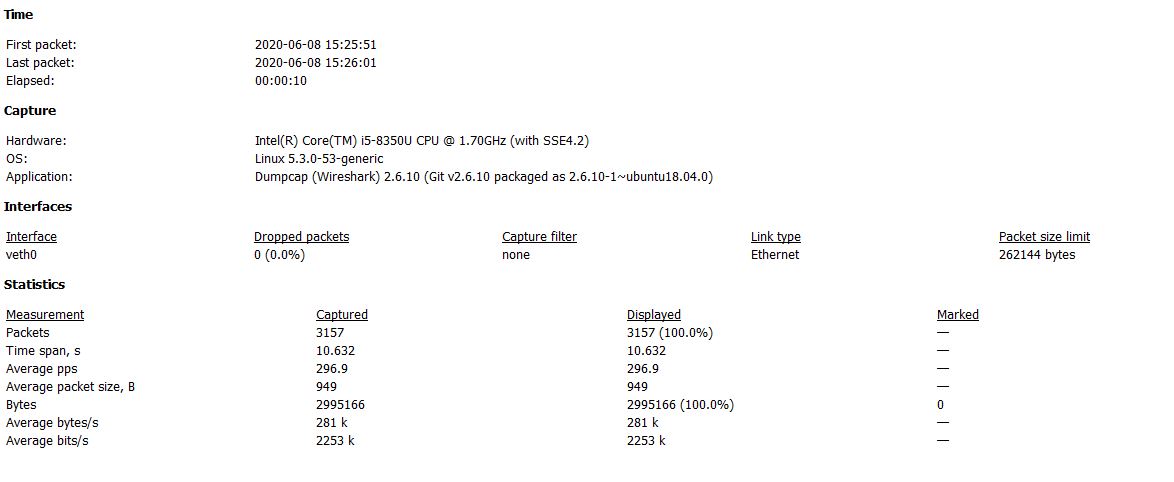 Time
First packet: 2020-06-08 15:25:51
Last packet: 2020-06-08 15:26:01
Elapsed: 00:00:10
Capture
Hardware: Intel(R) Core(TM) i5-8350U CPU @ 1.70GHz (with SSE4.2)
OS: Linux 5.3.0-53-generic
Application: Dumpcap (Wireshark) 2.6.10 (Git v2.6.10 packaged as 2.6.10-1~ubuntu18.04.0)
Interfaces
Interface Dropped packets Capture filter Link type Packet size limit
veth0 0 (0.0%) none Ethernet 262144 bytes
Statistics
Measurement Captured Displayed Marked
Packets 3157 3157 (100.0%) —
Time span, s 10.632 10.632 —
Average pps 296.9 296.9 —
Average packet size, B 949 949 —
Bytes 2995166 2995166 (100.0%) 0
Average bytes/s 281 k 281 k —
Average bits/s 2253 k 2253 k —